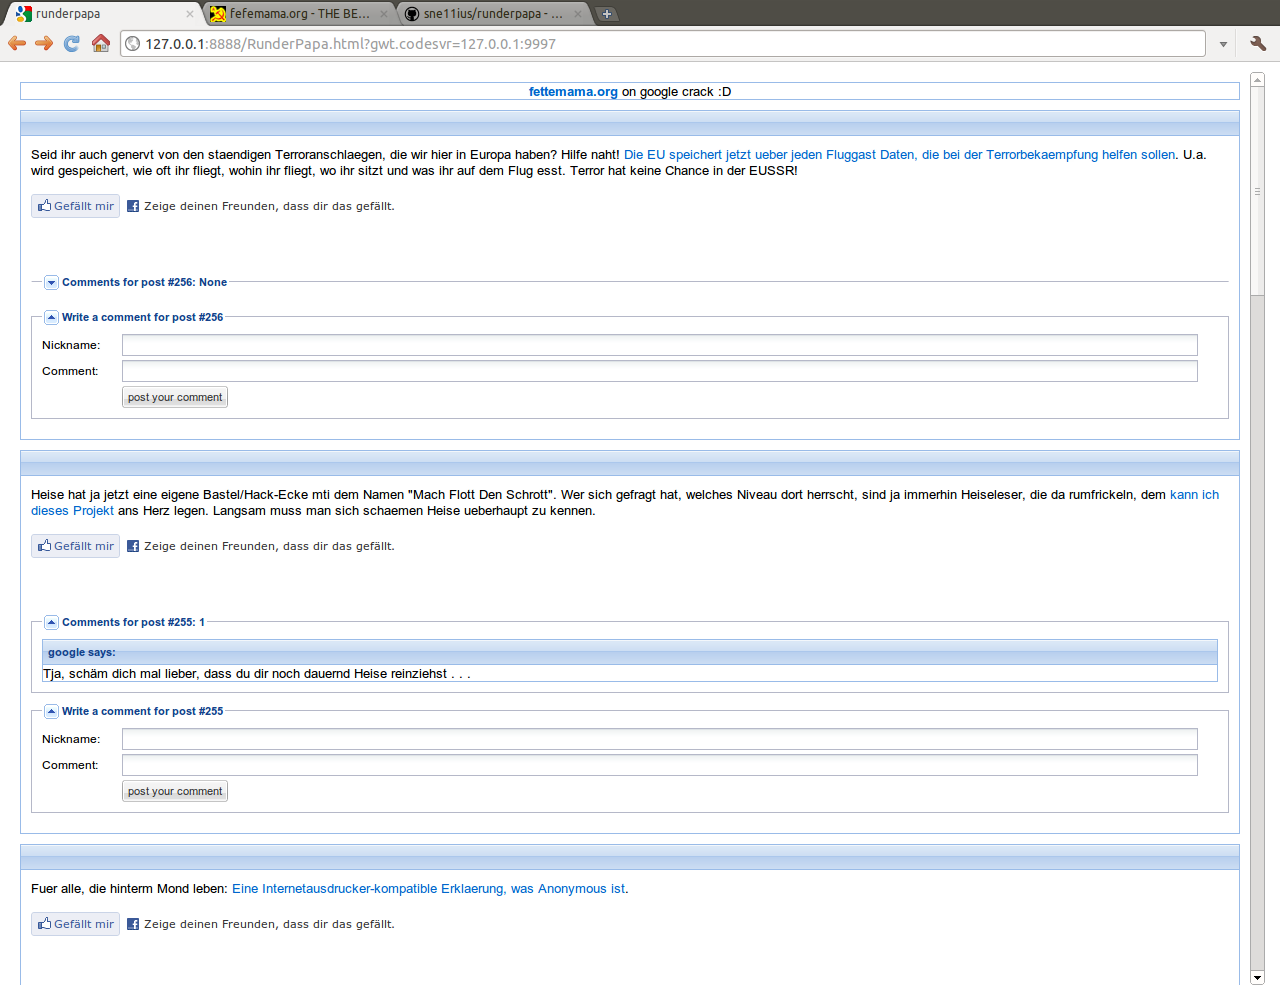 runderpapa
fefemama.org - THE BE...
sne11ius/runderpapa - ...
127.0.0.1:8888/RunderPapa.html?gwt.codesvr=127.0.0.1:9997
fettemama.org on google crack :D
Seid ihr auch genervt von den staendigen Terroranschlaegen, die wir hier in Europa haben? Hilfe naht! Die EU speichert jetzt ueber jeden Fluggast Daten, die bei der Terrorbekaempfung helfen sollen. U.a.
wird gespeichert, wie oft ihr fliegt, wohin ihr fliegt, wo ihr sitzt und was ihr auf dem Flug esst. Terror hat keine Chance in der EUSSR!
Gefällt mir Zeige deinen Freunden, dass dir das gefällt.
Comments for post #256: None
Write a comment for post #256
Nickname:
Comment:
post your comment
Heise hat ja jetzt eine eigene Bastel/Hack-Ecke mti dem Namen "Mach Flott Den Schrott". Wer sich gefragt hat, welches Niveau dort herrscht, sind ja immerhin Heiseleser, die da rumfrickeln, dem kann ich
dieses Projekt ans Herz legen. Langsam muss man sich schaemen Heise ueberhaupt zu kennen.
Gefällt mir Zeige deinen Freunden, dass dir das gefällt.
Comments for post #255: 1
google says:
Tja, schäm dich mal lieber, dass du dir noch dauernd Heise reinziehst . . .
Write a comment for post #255
Nickname:
Comment:
post your comment
Fuer alle, die hinterm Mond leben: Eine Internetausdrucker-kompatible Erklaerung, was Anonymous ist.
Gefällt mir Zeige deinen Freunden, dass dir das gefällt.